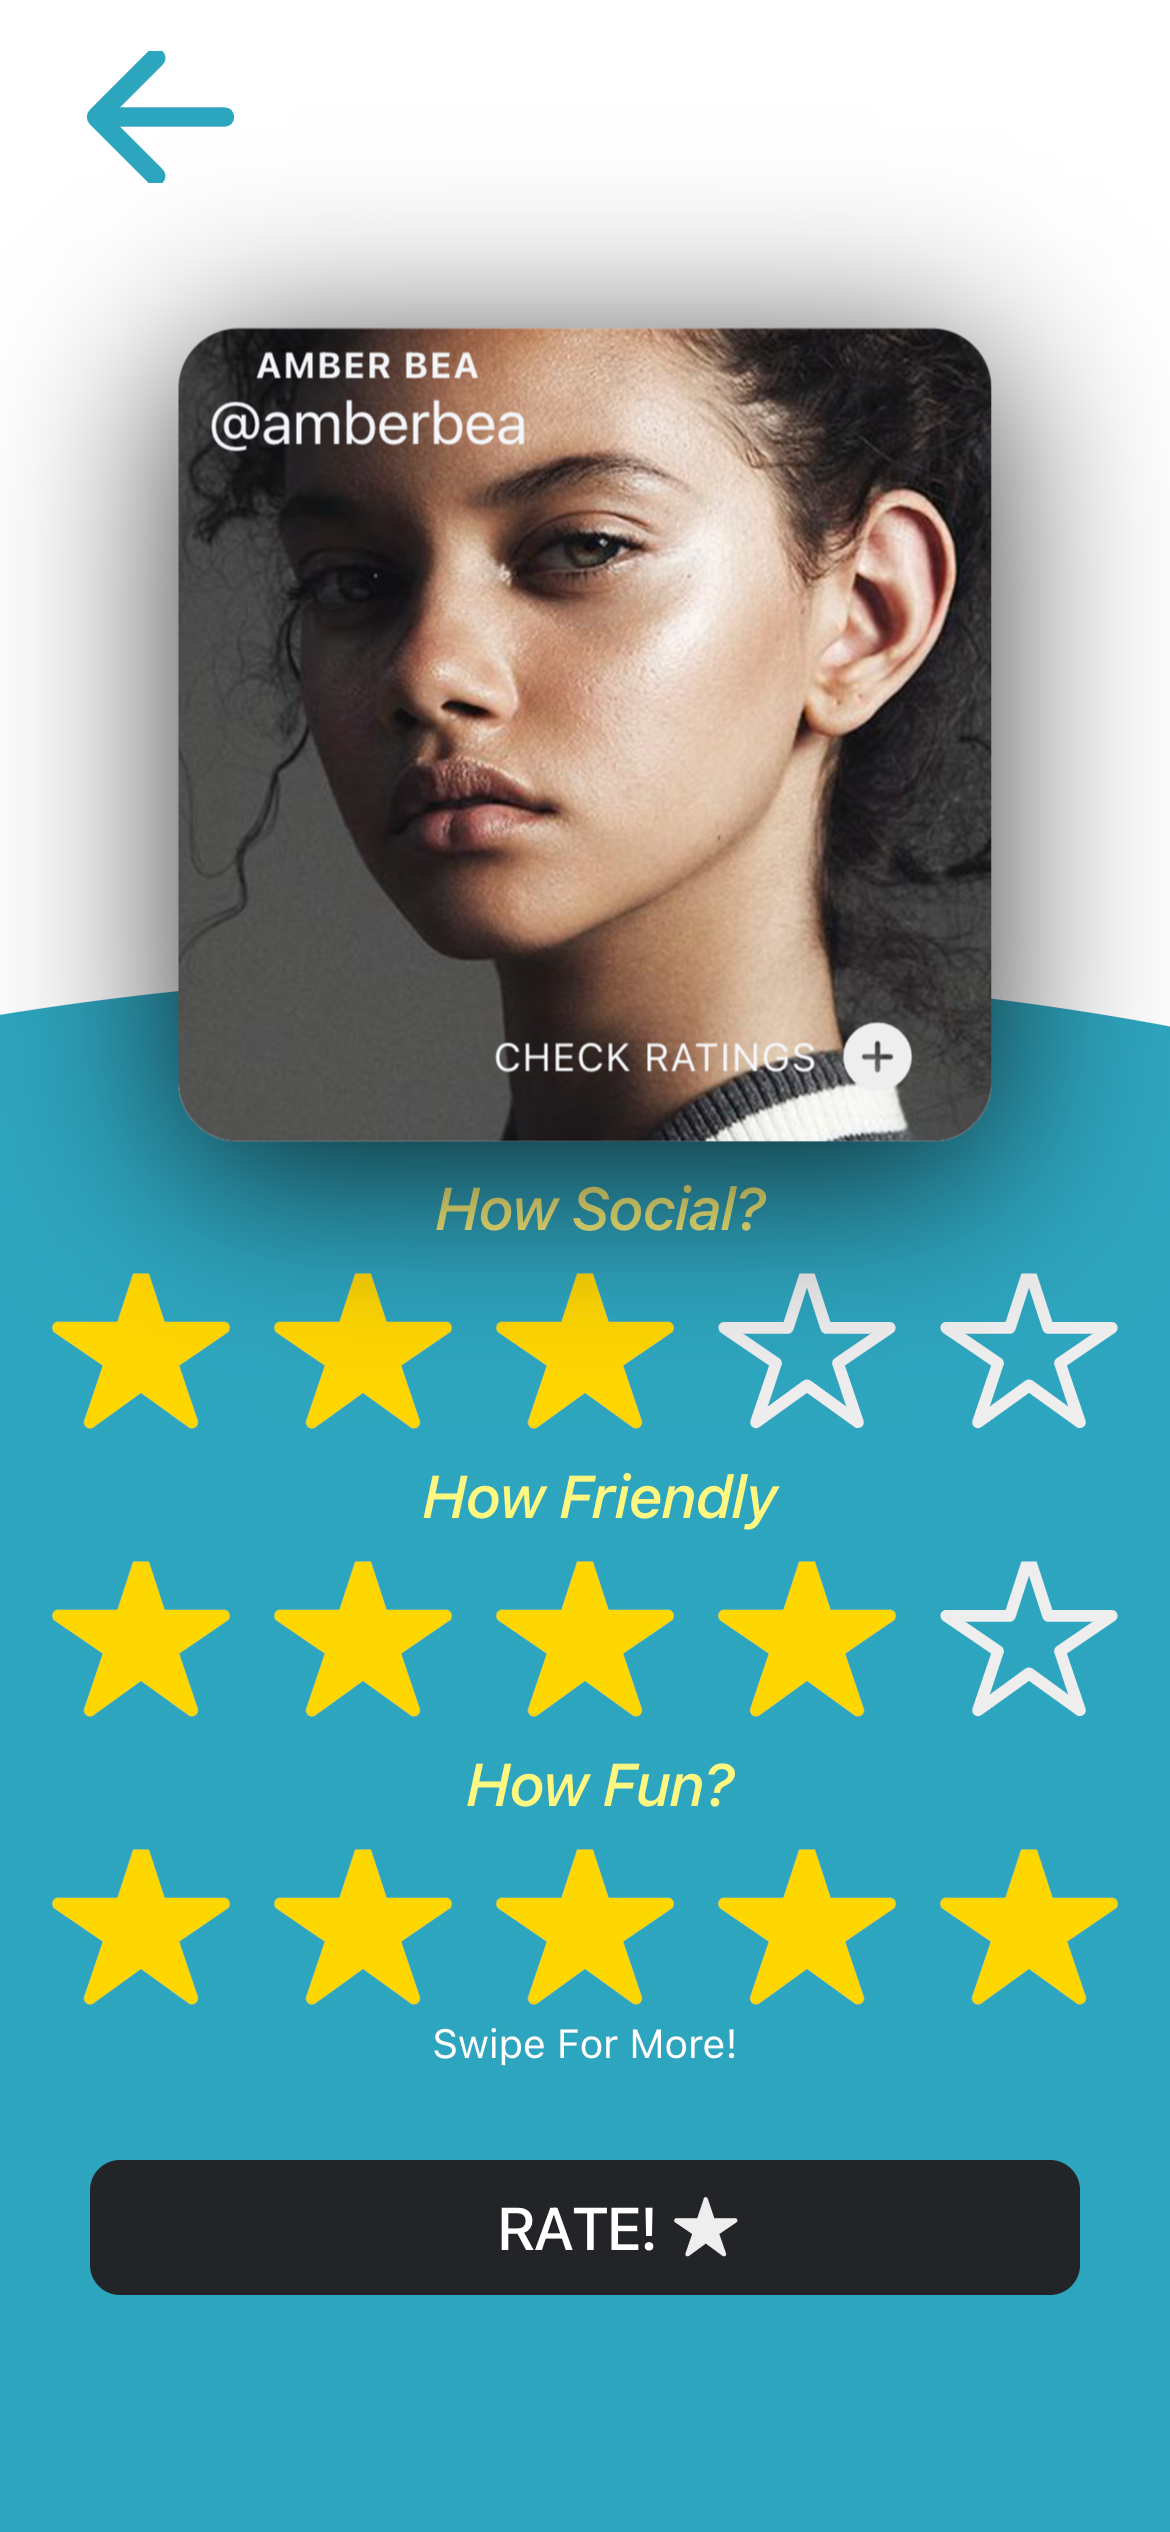 AMBER BEA
@amberbea
CHECK RATINGS
How Social?
How Friendly
How Fun?
Swipe For More!
RATE!